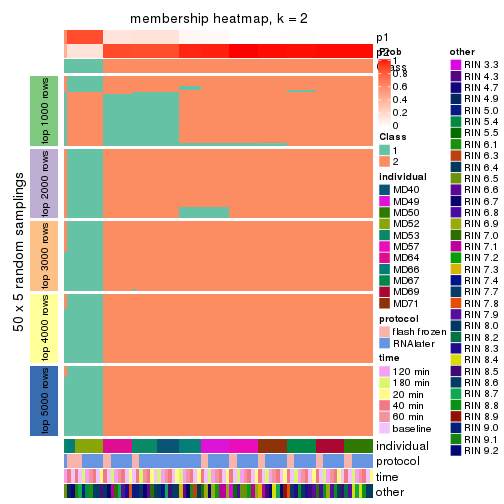 membership heatmap, k = 2
p1
p2
Class
50 x 5 random samplings
top 1000 rows
top 2000 rows
top 3000 rows
top 4000 rows
top 5000 rows
individual
protocol
time
other
Prob
1
0.8
0.6
0.4
0.2
0
Class
1
2
individual
MD40
MD49
MD50
MD52
MD53
MD57
MD64
MD66
MD67
MD69
MD71
protocol
flash frozen
RNAlater
time
120 min
180 min
20 min
40 min
60 min
baseline
other
RIN 3.3
RIN 4.3
RIN 4.7
RIN 4.9
RIN 5.0
RIN 5.4
RIN 5.5
RIN 6.1
RIN 6.3
RIN 6.4
RIN 6.5
RIN 6.6
RIN 6.7
RIN 6.8
RIN 6.9
RIN 7.0
RIN 7.1
RIN 7.2
RIN 7.3
RIN 7.4
RIN 7.7
RIN 7.8
RIN 7.9
RIN 8.0
RIN 8.2
RIN 8.3
RIN 8.4
RIN 8.5
RIN 8.6
RIN 8.7
RIN 8.8
RIN 8.9
RIN 9.0
RIN 9.1
RIN 9.2